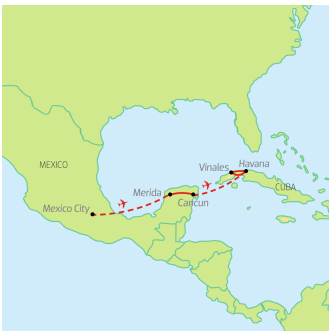 MEXICO
Vinales
Havana
CUBA
Merida
Cancun
Mexico City